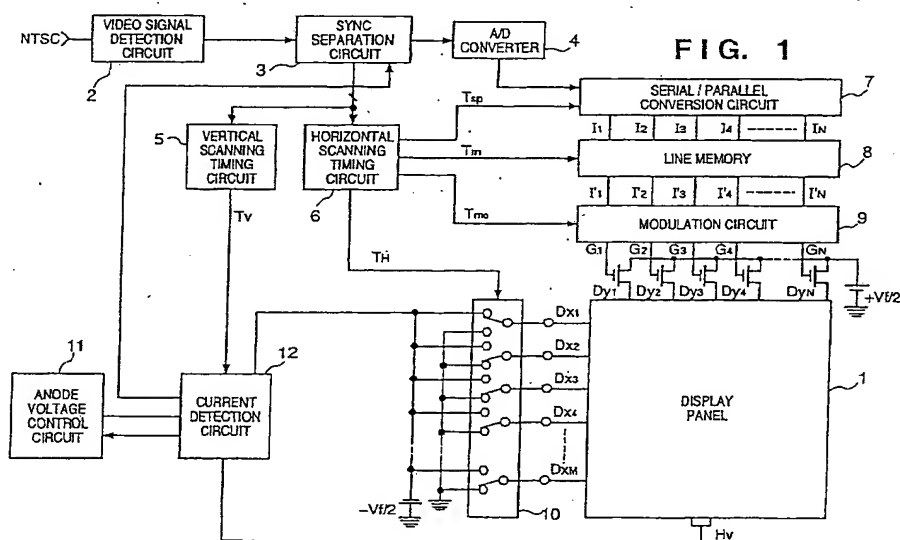 FIG. 1
NTSC
VIDEO SIGNAL
DETECTION
CIRCUIT
2
SYNC
SEPARATION
CIRCUIT
3
A/D
CONVERTER
4
SERIAL / PARALLEL
CONVERSION CIRCUIT
7
I1 I2 I3 I4 IN
LINE MEMORY
8
I'1 I'2 I'3 I'4 I'N
MODULATION CIRCUIT
9
G1 G2 G3 G4 GN
Dy1 Dy2 Dy3 Dy4 DyN
+Vf/2
5
VERTICAL
SCANNING
TIMING
CIRCUIT
HORIZONTAL
SCANNING
TIMING
CIRCUIT
6
Tsp
Tm
Tmo
Tv
TH
11
ANODE
VOLTAGE
CONTROL
CIRCUIT
12
CURRENT
DETECTION
CIRCUIT
-Vf/2
10
Dx1
Dx2
Dx3
Dx4
DxM
DISPLAY
PANEL
1
Hv